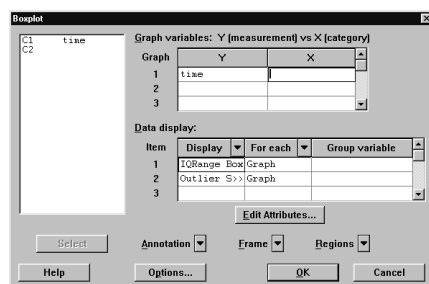 Boxplot
C1 time
C2
Graph variables: Y (measurement) vs X (category)
Graph Y X
1 time
2
3
Data display:
Item Display For each Group variable
1 IQRange Box Graph
2 Outlier S>> Graph
3
Edit Attributes...
Select Annotation Frame Regions
Help Options... OK Cancel